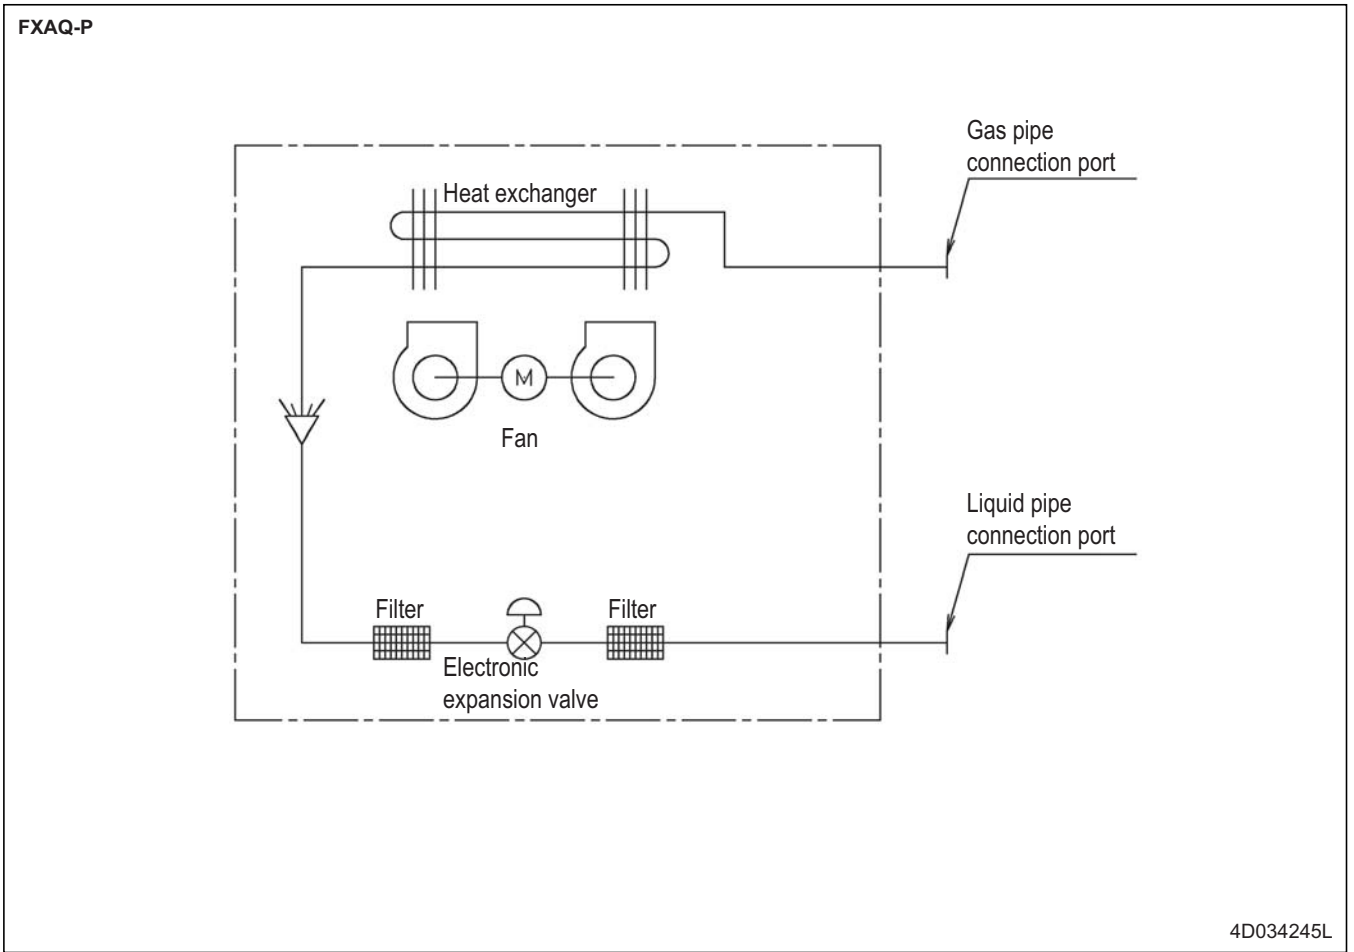 FXAQ-P
Gas pipe
connection port
Heat exchanger
M
Fan
Liquid pipe
connection port
Filter
Filter
Electronic
expansion valve
4D034245L